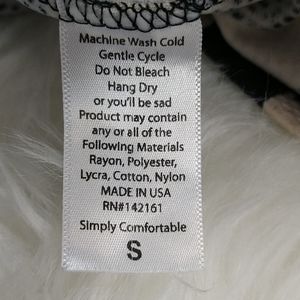 Machine Wash Cold
Gentle Cycle
Do Not Bleach
Hang Dry
or you'll be sad
Product may contain
any or all of the
Following Materials
Rayon, Polyester,
Lycra, Cotton, Nylon
MADE IN USA
RN#142161
Simply Comfortable
S